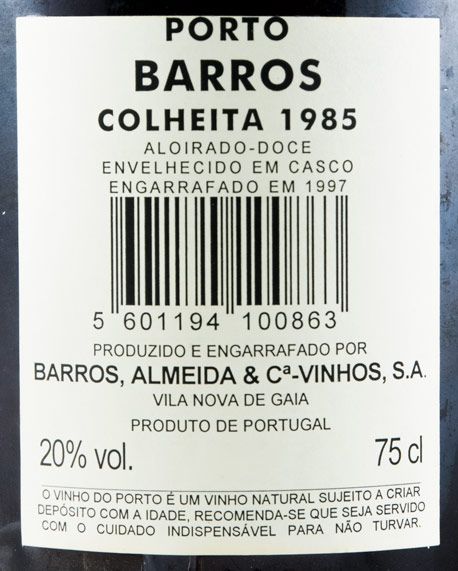 PORTO
BARROS
COLHEITA 1985
ALOIRADO-DOCE
ENVELHECIDO EM CASCO
ENGARRAFADO EM 1997
5 601194 100863
PRODUZIDO E ENGARRAFADO POR
BARROS, ALMEIDA & Cª-VINHOS, S.A.
VILA NOVA DE GAIA
PRODUTO DE PORTUGAL
20% vol. 75 cl
O VINHO DO PORTO É UM VINHO NATURAL SUJEITO A CRIAR
DEPÓSITO COM A IDADE, RECOMENDA-SE QUE SEJA SERVIDO
COM O CUIDADO INDISPENSÁVEL PARA NÃO TURVAR.